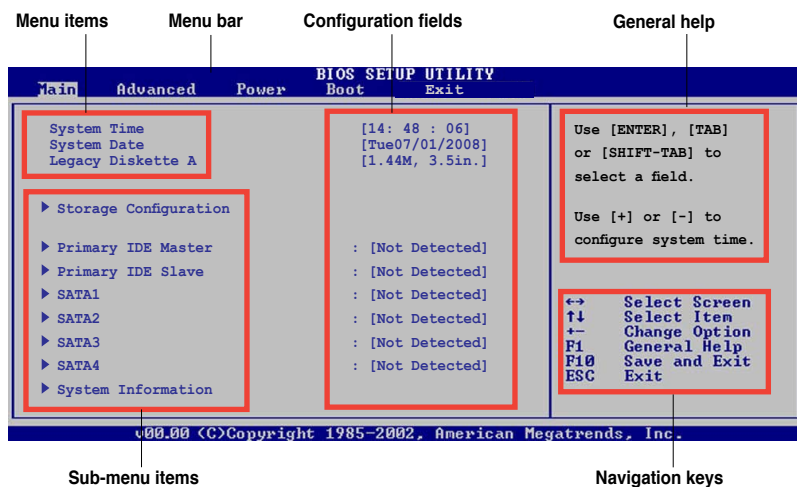 Menu items Menu bar Configuration fields General help
BIOS SETUP UTILITY
Main Advanced Power Boot Exit
System Time [14: 48 : 06]
System Date [Tue07/01/2008]
Legacy Diskette A [1.44M, 3.5in.]
Storage Configuration
Primary IDE Master : [Not Detected]
Primary IDE Slave : [Not Detected]
SATA1 : [Not Detected]
SATA2 : [Not Detected]
SATA3 : [Not Detected]
SATA4 : [Not Detected]
System Information
Use [ENTER], [TAB]
or [SHIFT-TAB] to
select a field.
Use [+] or [-] to
configure system time.
←→ Select Screen
↑↓ Select Item
+- Change Option
F1 General Help
F10 Save and Exit
ESC Exit
v00.00 (C)Copyright 1985-2002, American Megatrends, Inc.
Sub-menu items Navigation keys